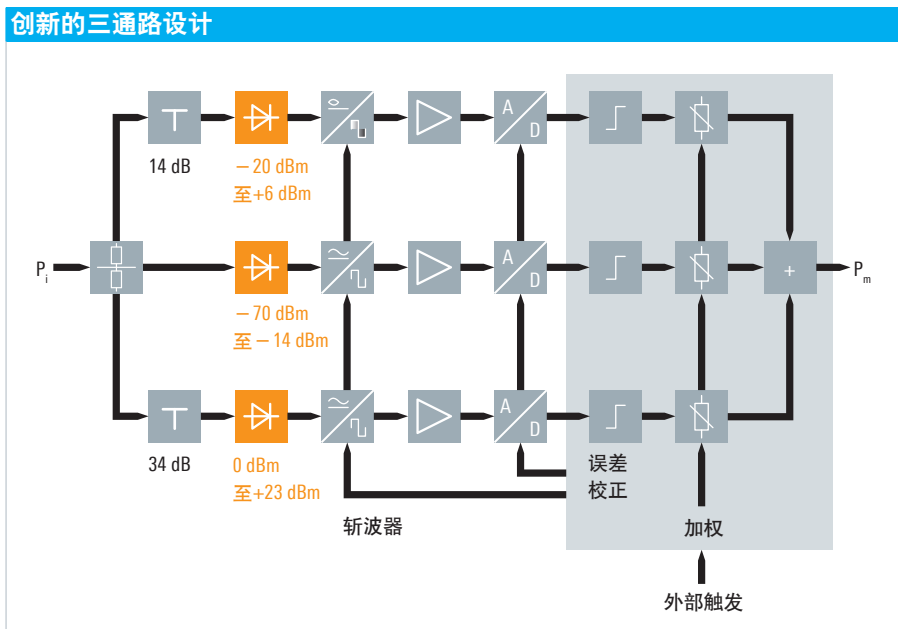 创新的三通路设计
A
D
14 dB
－20 dBm
至+6 dBm
P_i
A
D
+
P_m
－70 dBm
至－14 dBm
A
D
34 dB
0 dBm
至+23 dBm
误差
校正
斩波器
加权
外部触发